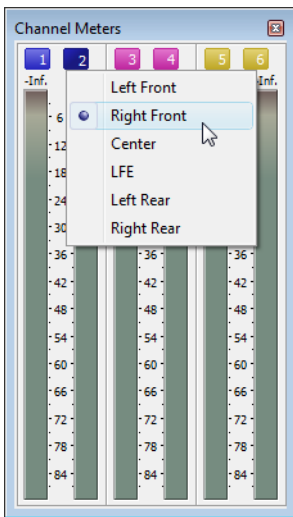 Channel Meters
1 2 3 4 5 6
-Inf. Inf.
Left Front
6 Right Front
12 Center
18 LFE
24 Left Rear
30 Right Rear
36 36 36
42 42 42
48 48 48
54 54 54
60 60 60
66 66 66
72 72 72
78 78 78
84 84 84